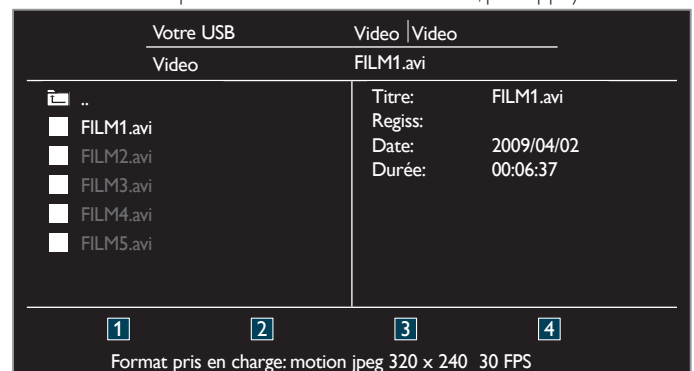 Votre USB Video | Video
Video FILM1.avi
..
FILM1.avi
FILM2.avi
FILM3.avi
FILM4.avi
FILM5.avi
Titre: FILM1.avi
Regiss:
Date: 2009/04/02
Durée: 00:06:37
1 2 3 4
Format pris en charge: motion jpeg 320 x 240 30 FPS